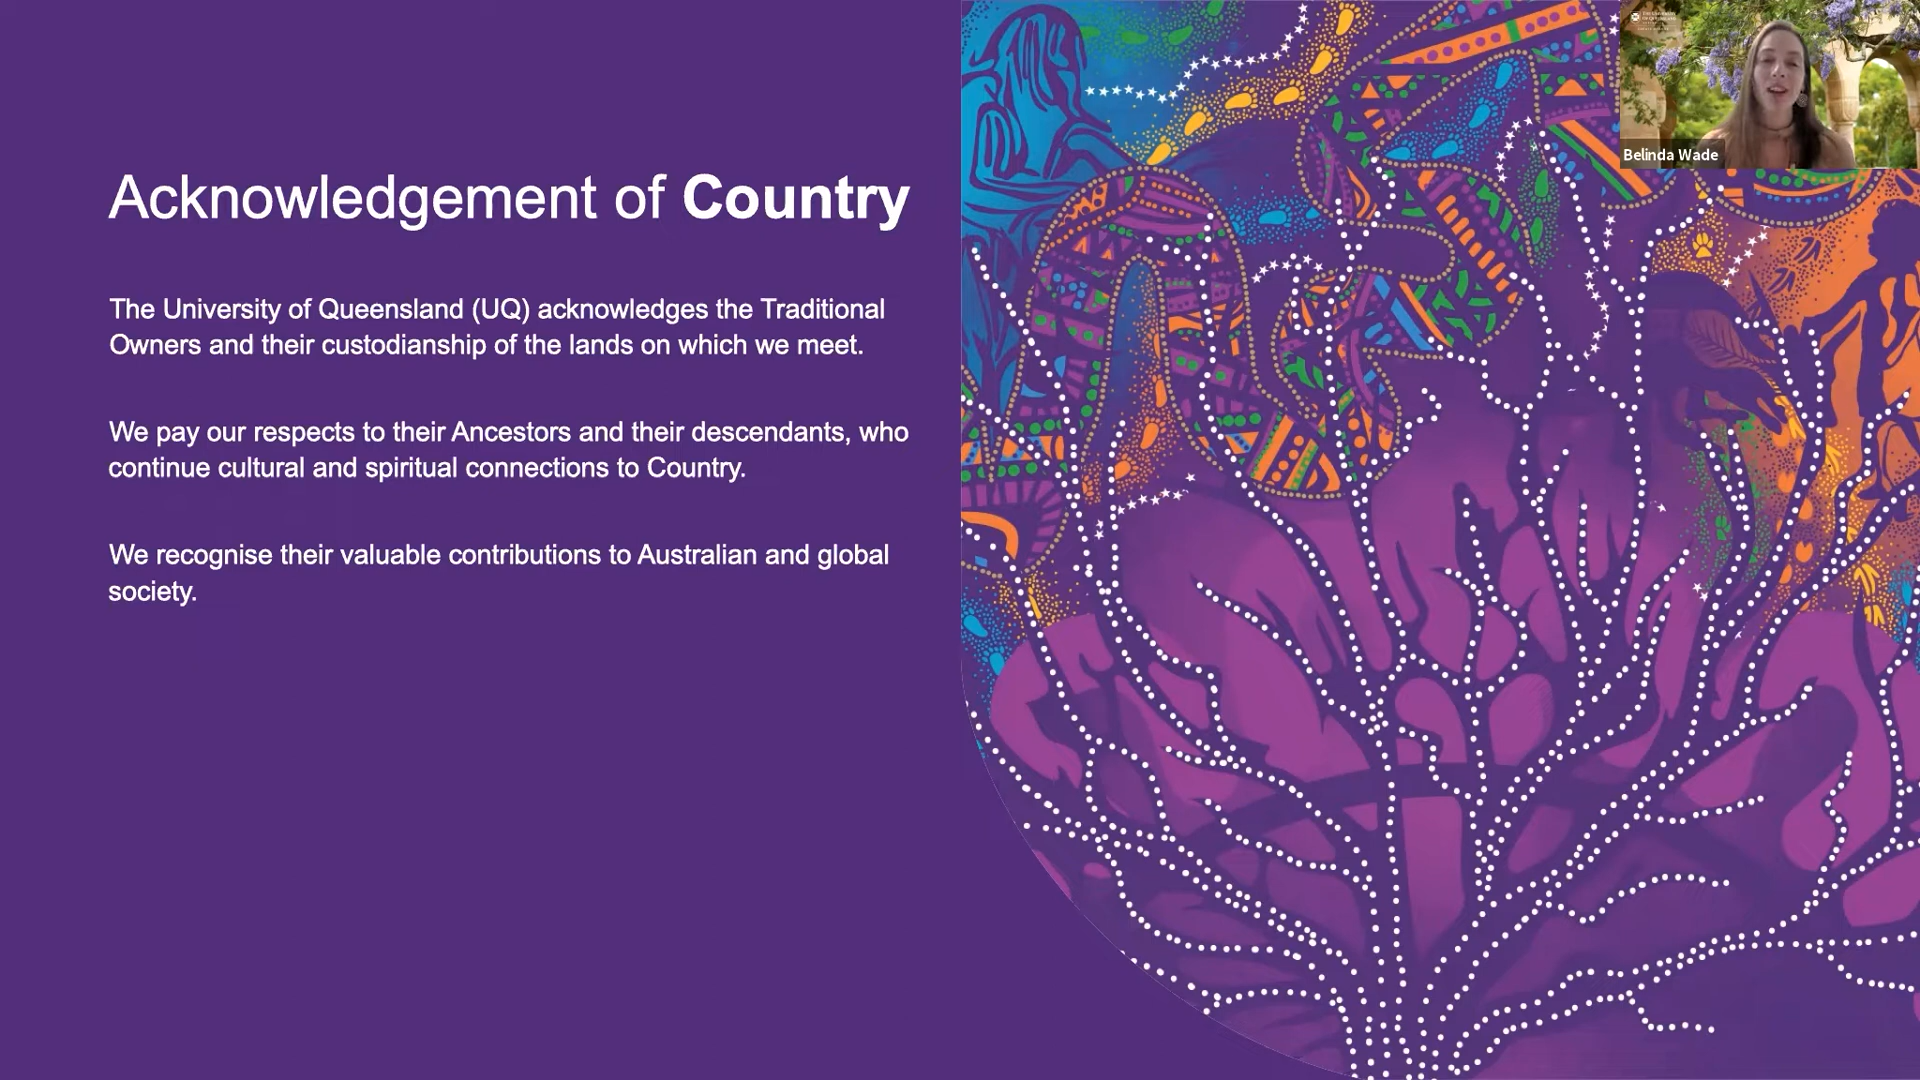 Acknowledgement of Country
The University of Queensland (UQ) acknowledges the Traditional
Owners and their custodianship of the lands on which we meet.
We pay our respects to their Ancestors and their descendants, who
continue cultural and spiritual connections to Country.
We recognise their valuable contributions to Australian and global
society.
Belinda Wade